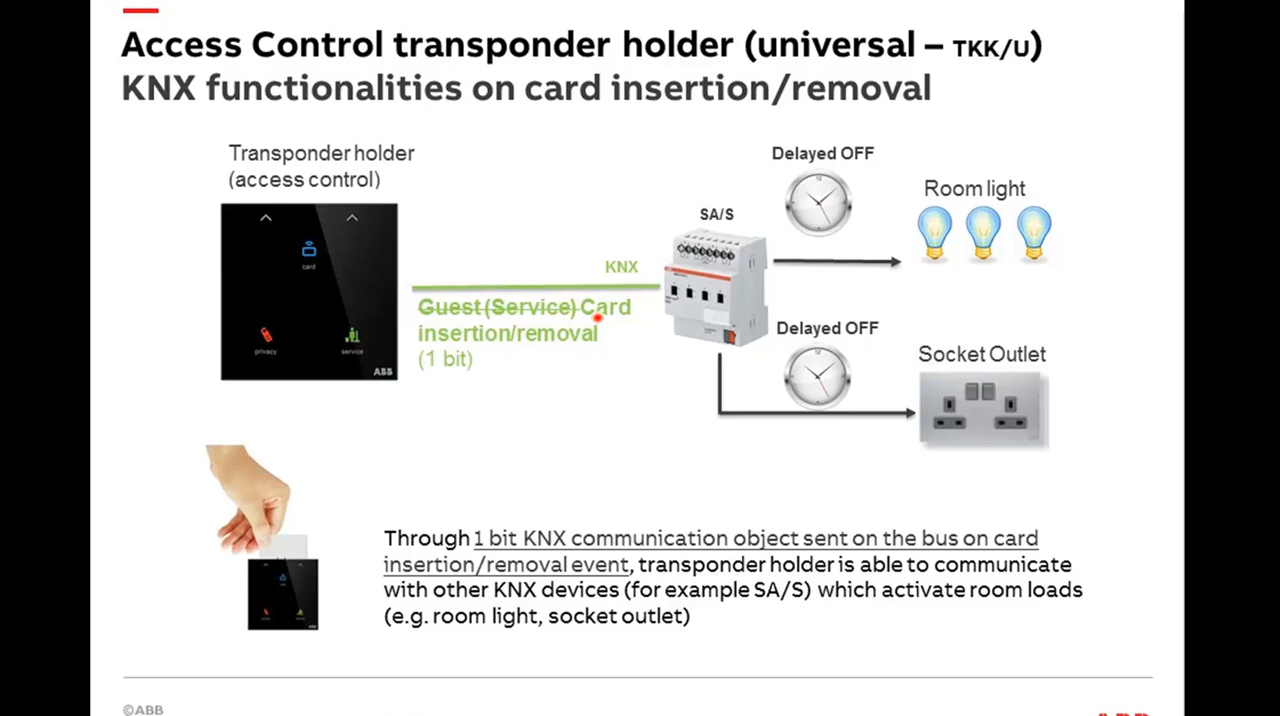 Access Control transponder holder (universal – TKK/U)
KNX functionalities on card insertion/removal
Transponder holder
(access control)
card
privacy
service
ABB
KNX
Guest (Service) Card
insertion/removal
(1 bit)
SA/S
Delayed OFF
Room light
Delayed OFF
Socket Outlet
Through 1 bit KNX communication object sent on the bus on card
insertion/removal event, transponder holder is able to communicate
with other KNX devices (for example SA/S) which activate room loads
(e.g. room light, socket outlet)
©ABB
ABB